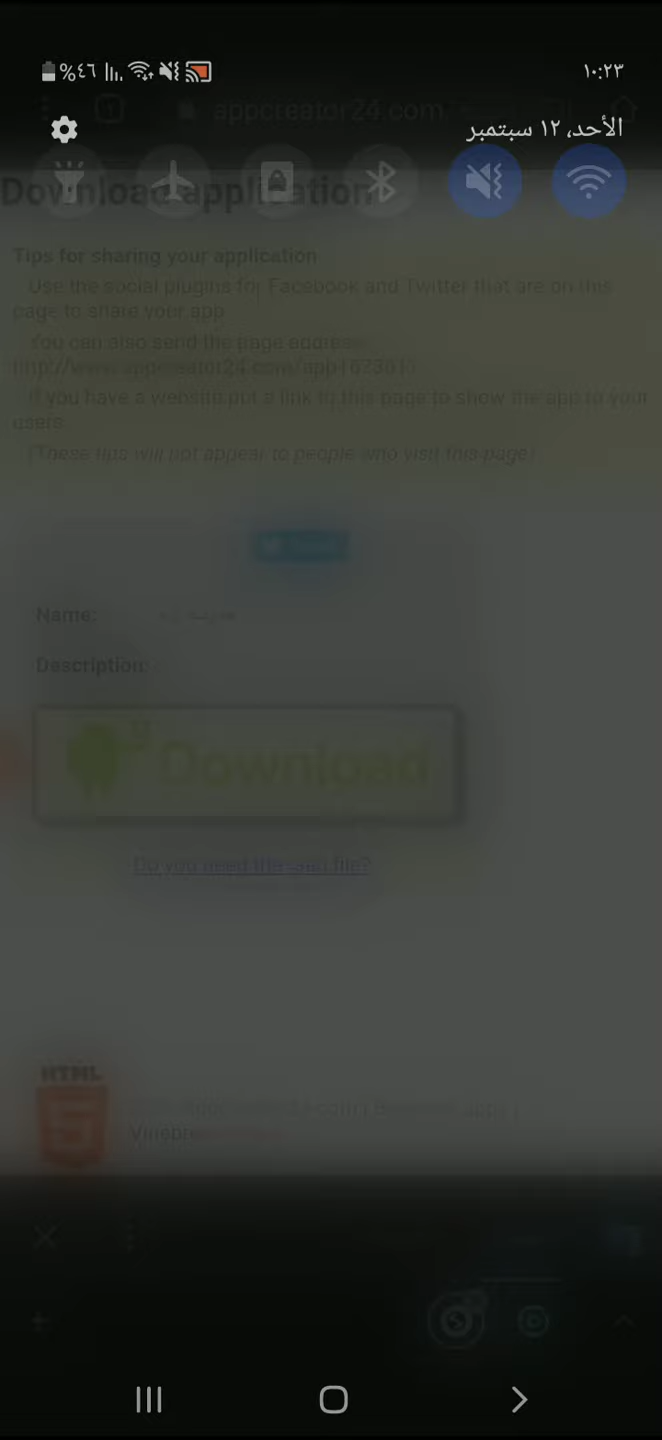 %٤٦
١٠:٢٣
appcreator24.com
الأحد، ١٢ سبتمبر
Download application
Tips for sharing your application
Use the social plugins for Facebook and Twitter that are on this
page to share your app
You can also send the page address:
If you have a website put a link to this page to show the app to your
users
(These tips will not appear to people who visit this page)
Name:
Description:
Download
Do you need the .aab file?
HTML
5